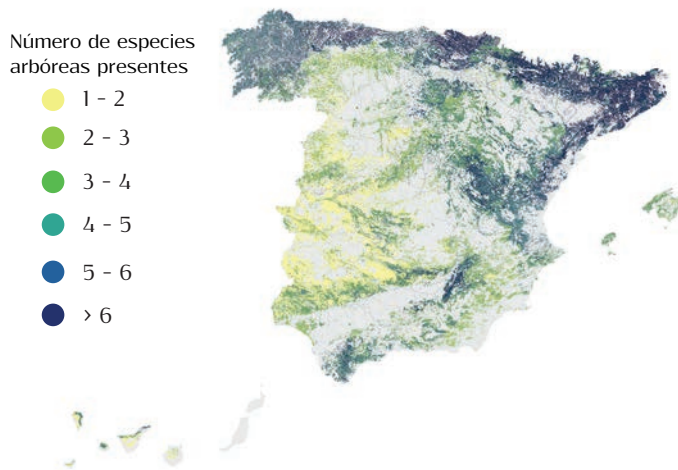 Número de especies
arbóreas presentes
1 - 2
2 - 3
3 - 4
4 - 5
5 - 6
> 6